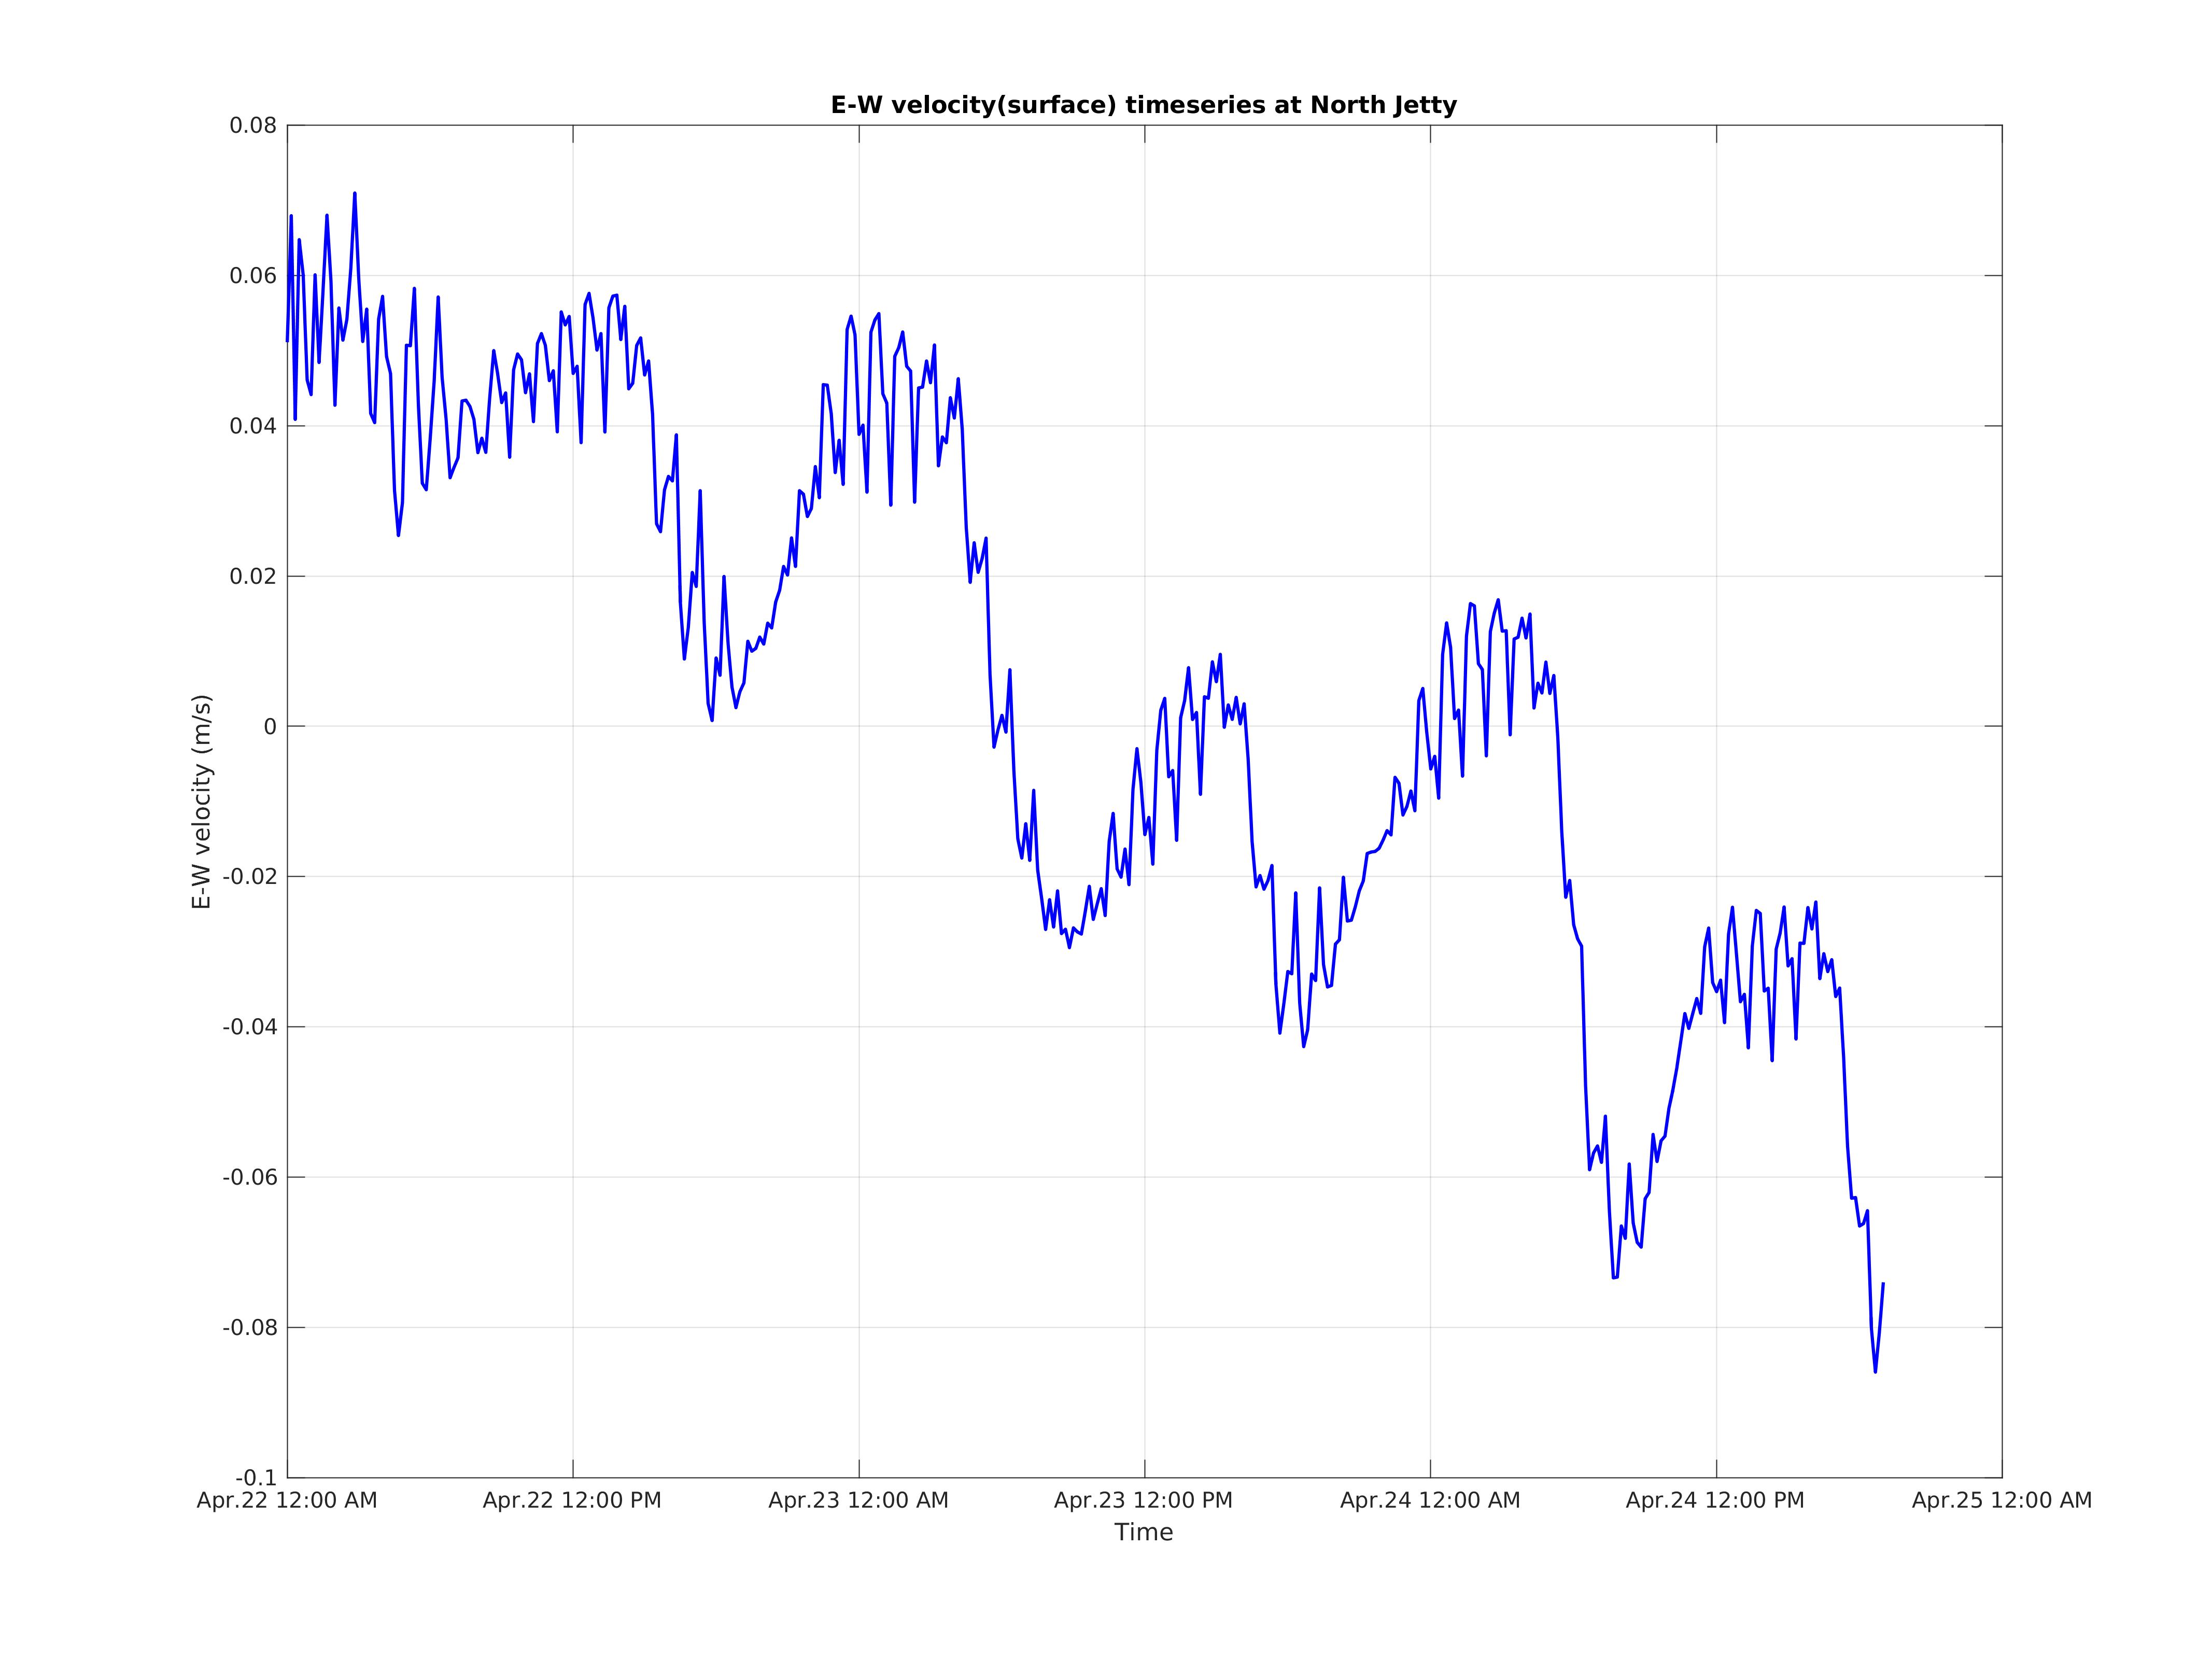 E-W velocity(surface) timeseries at North Jetty
0.08
0.06
0.04
0.02
0
-0.02
-0.04
-0.06
-0.08
-0.1
E-W velocity (m/s)
Apr.22 12:00 AM
Apr.22 12:00 PM
Apr.23 12:00 AM
Apr.23 12:00 PM
Apr.24 12:00 AM
Apr.24 12:00 PM
Apr.25 12:00 AM
Time